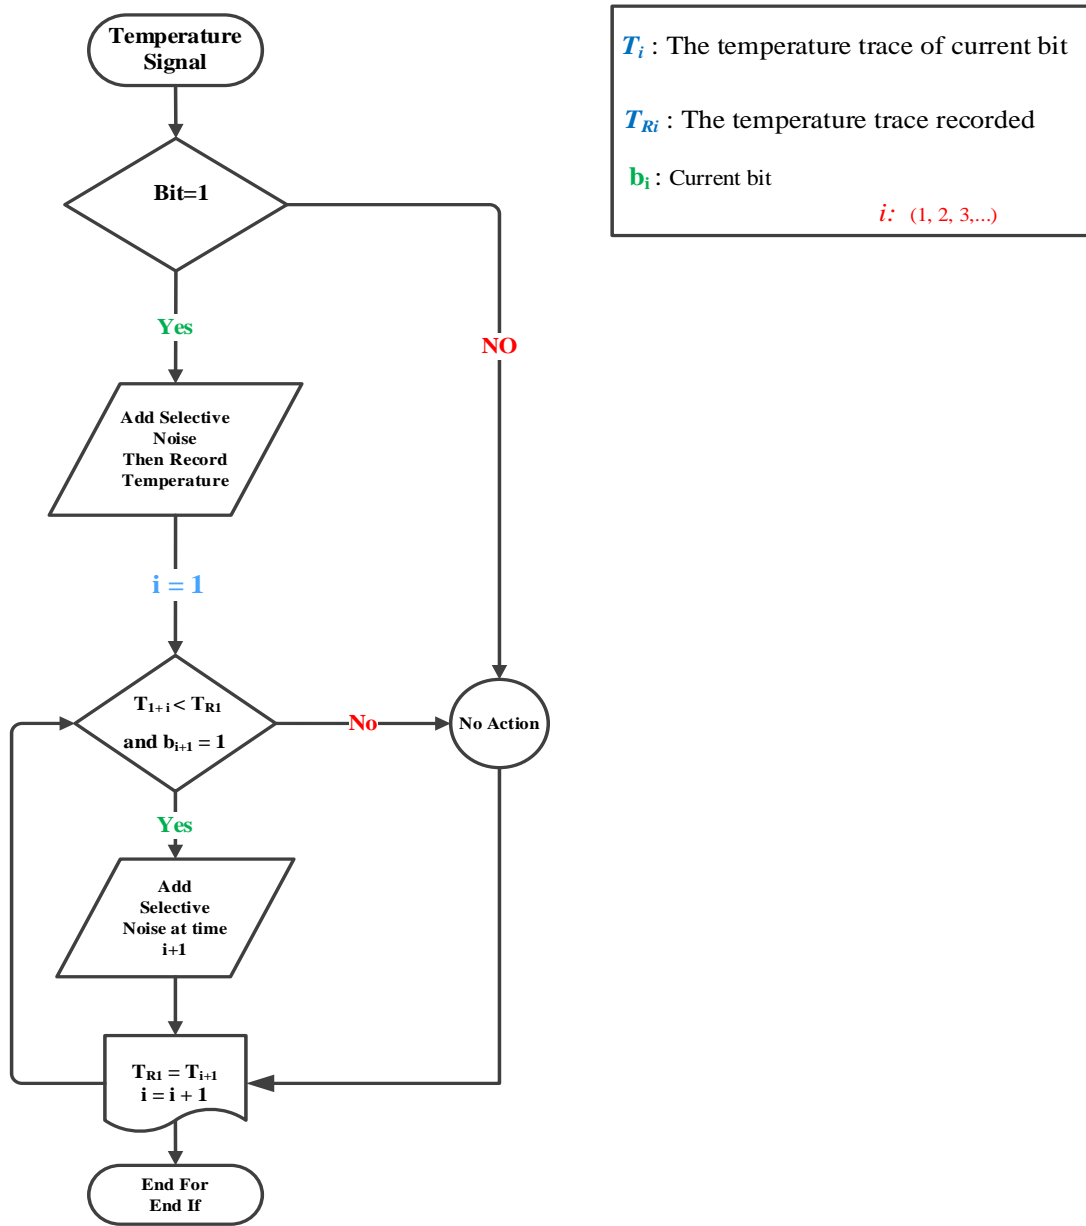 Temperature
Signal
Bit=1
Yes
NO
Add Selective
Noise
Then Record
Temperature
i = 1
T1+ i < TR1
and bi+1 = 1
No
No Action
Yes
Add
Selective
Noise at time
i+1
TR1 = Ti+1
i = i + 1
End For
End If
Ti : The temperature trace of current bit
TRi : The temperature trace recorded
bi : Current bit
i: (1, 2, 3,...)